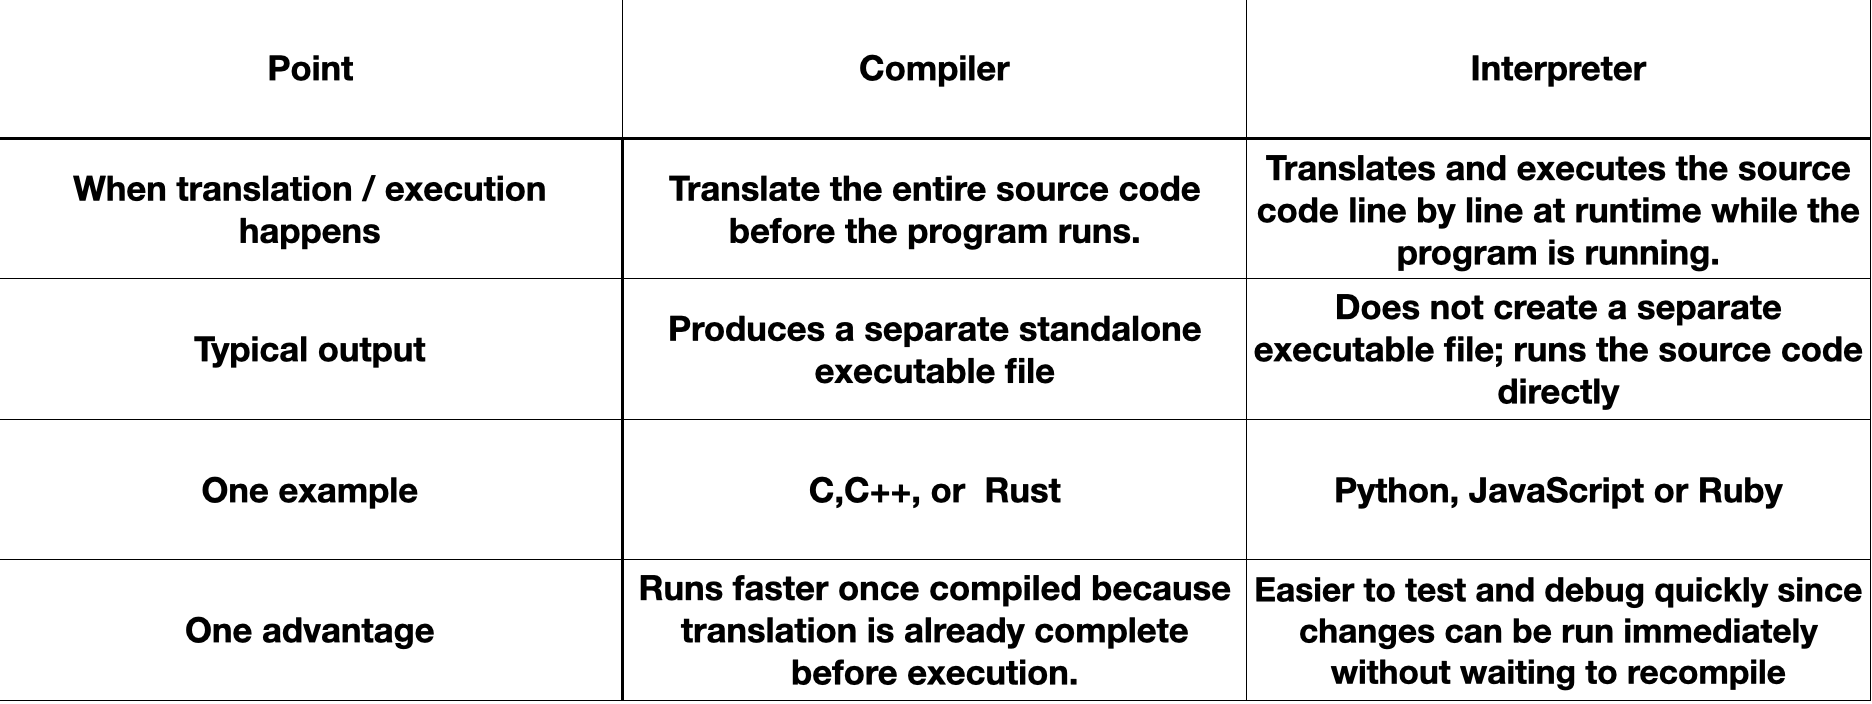 Point
Compiler
Interpreter
When translation / execution
happens
Translate the entire source code
before the program runs.
Translates and executes the source
code line by line at runtime while the
program is running.
Typical output
Produces a separate standalone
executable file
Does not create a separate
executable file; runs the source code
directly
One example
C,C++, or  Rust
Python, JavaScript or Ruby
One advantage
Runs faster once compiled because
translation is already complete
before execution.
Easier to test and debug quickly since
changes can be run immediately
without waiting to recompile